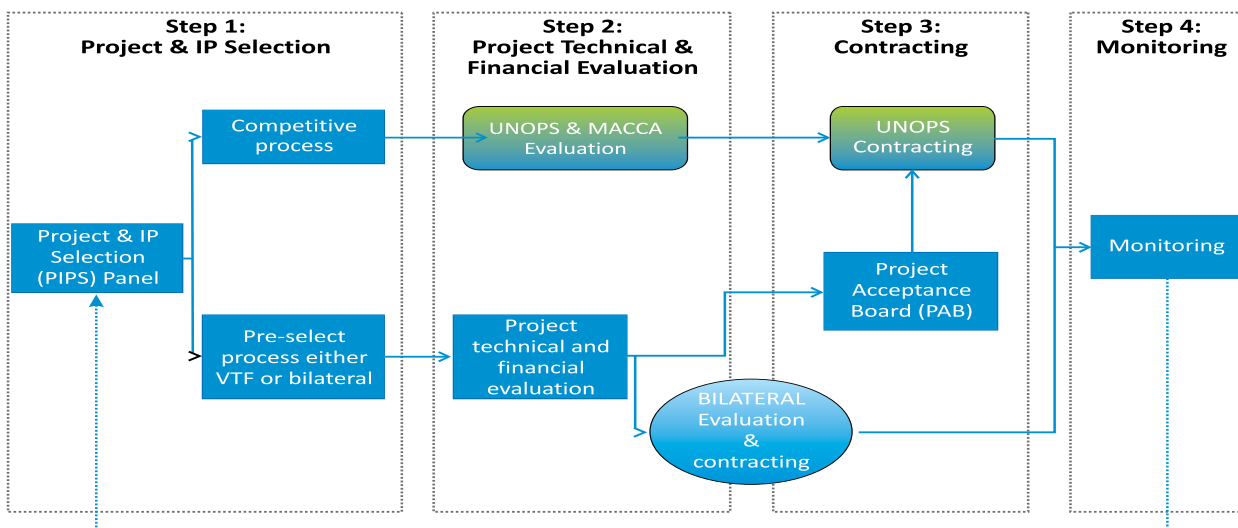 Step 1:
Project & IP Selection
Step 2:
Project Technical &
Financial Evaluation
Step 3:
Contracting
Step 4:
Monitoring
Competitive
process
UNOPS & MACCA
Evaluation
UNOPS
Contracting
Project & IP
Selection
(PIPS) Panel
Monitoring
Project
Acceptance
Board (PAB)
Pre-select
process either
VTF or bilateral
Project
technical and
financial
evaluation
BILATERAL
Evaluation
&
contracting